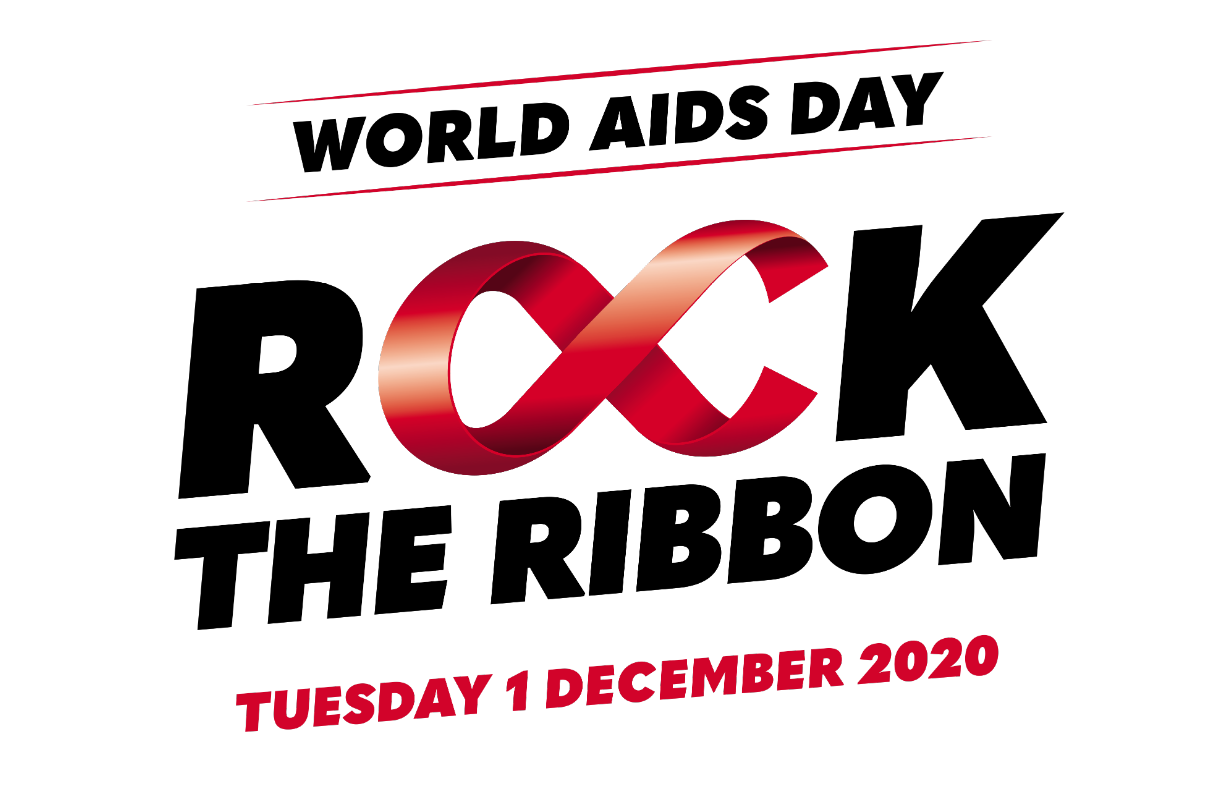 WORLD AIDS DAY
ROCK
THE RIBBON
TUESDAY 1 DECEMBER 2020